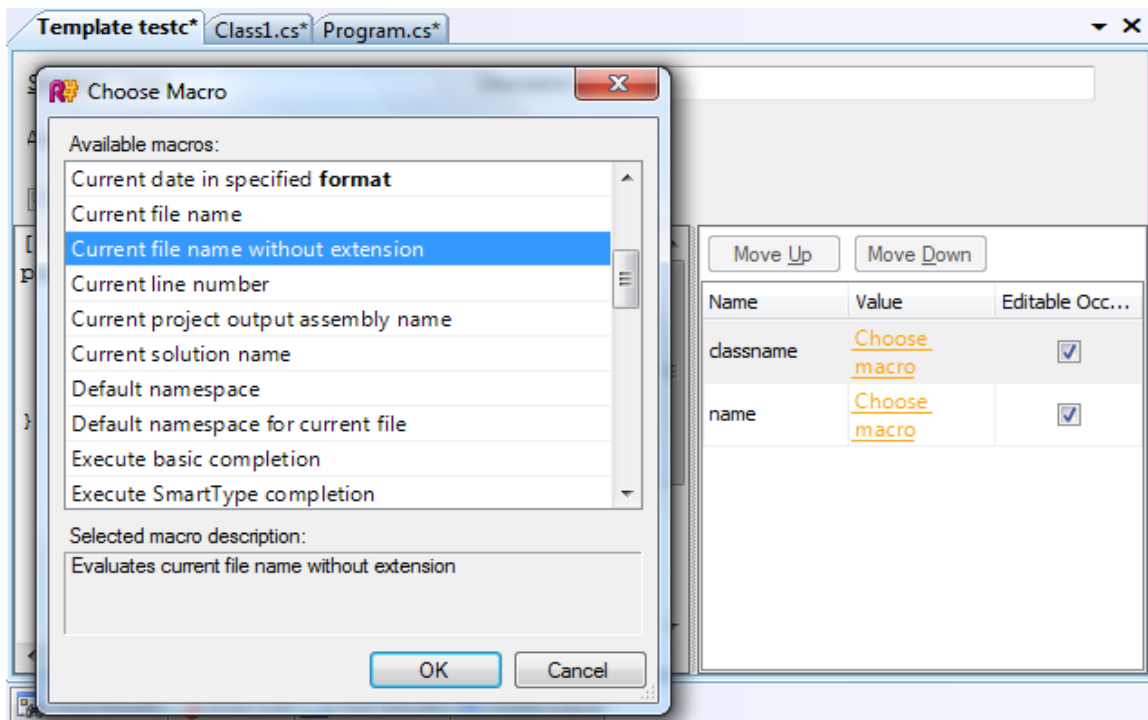 Template testc* Class1.cs* Program.cs*
R# Choose Macro
Available macros:
Current date in specified format
Current file name
Current file name without extension
Current line number
Current project output assembly name
Current solution name
Default namespace
Default namespace for current file
Execute basic completion
Execute SmartType completion
Selected macro description:
Evaluates current file name without extension
OK Cancel
[
p
}
Move Up Move Down
Name Value Editable Occ...
classname Choose
macro
name Choose
macro